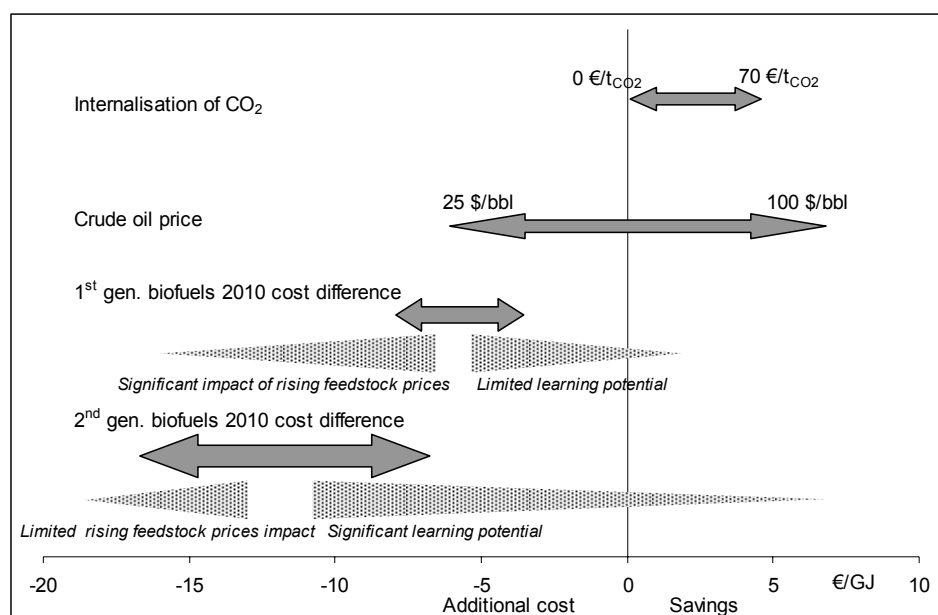 0 €/tCO2 70 €/tCO2
Internalisation of CO2
25 $/bbl 100 $/bbl
Crude oil price
1st gen. biofuels 2010 cost difference
Significant impact of rising feedstock prices Limited learning potential
2nd gen. biofuels 2010 cost difference
Limited rising feedstock prices impact Significant learning potential
-20 -15 -10 -5 0 5 €/GJ 10
Additional cost Savings